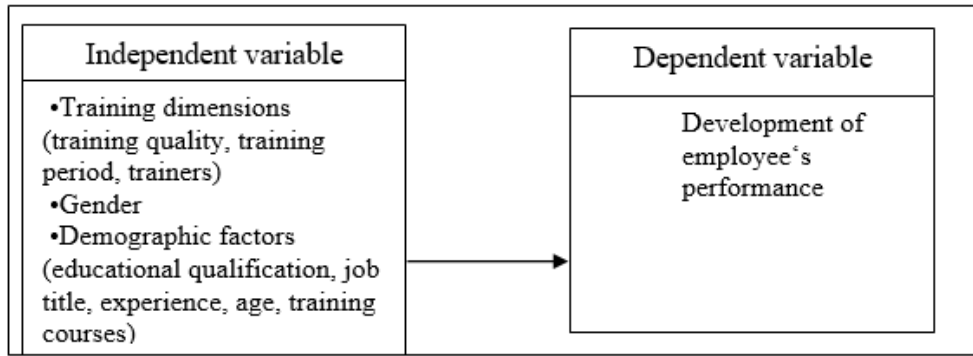 Independent variable
•Training dimensions
(training quality, training
period, trainers)
•Gender
•Demographic factors
(educational qualification, job
title, experience, age, training
courses)
Dependent variable
Development of
employee‘s
performance